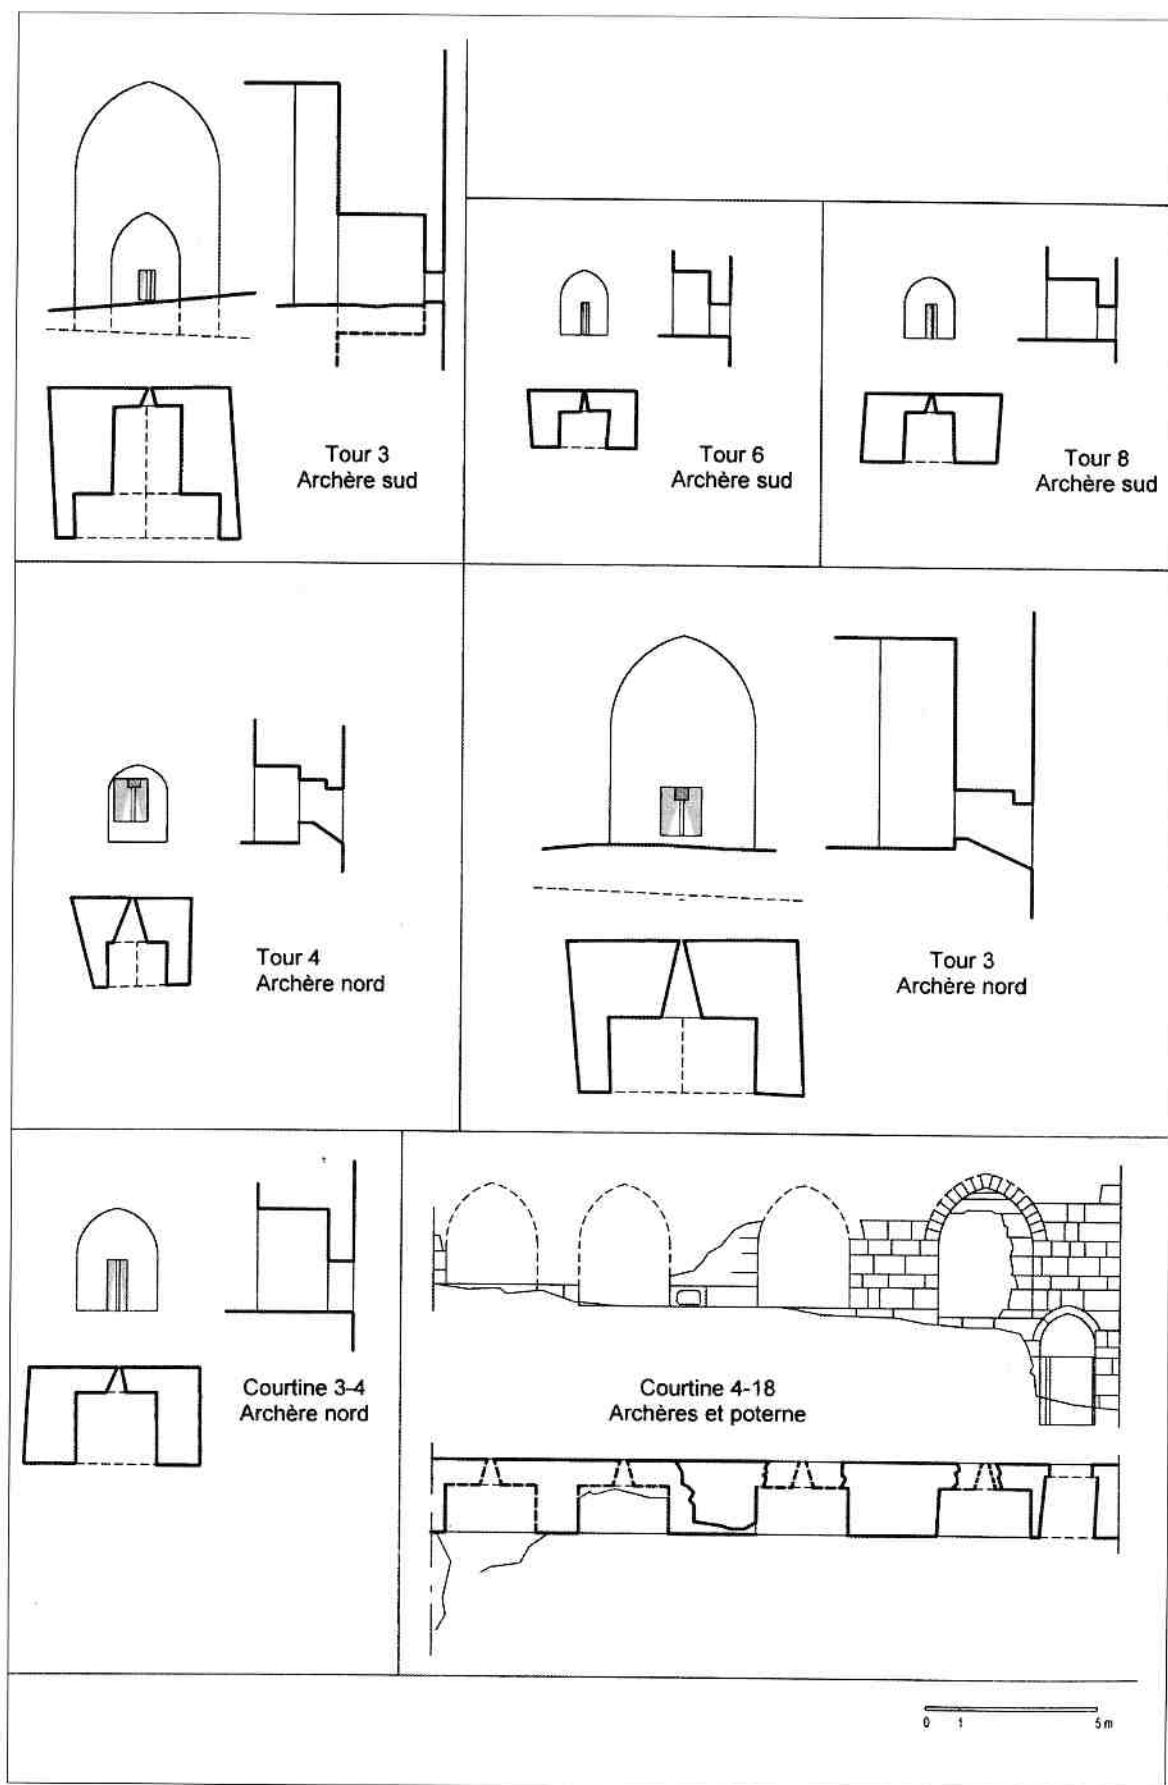 Tour 3
Archère sud
Tour 6
Archère sud
Tour 8
Archère sud
Tour 4
Archère nord
Tour 3
Archère nord
Courtine 3-4
Archère nord
Courtine 4-18
Archères et poterne
0 1 5 m